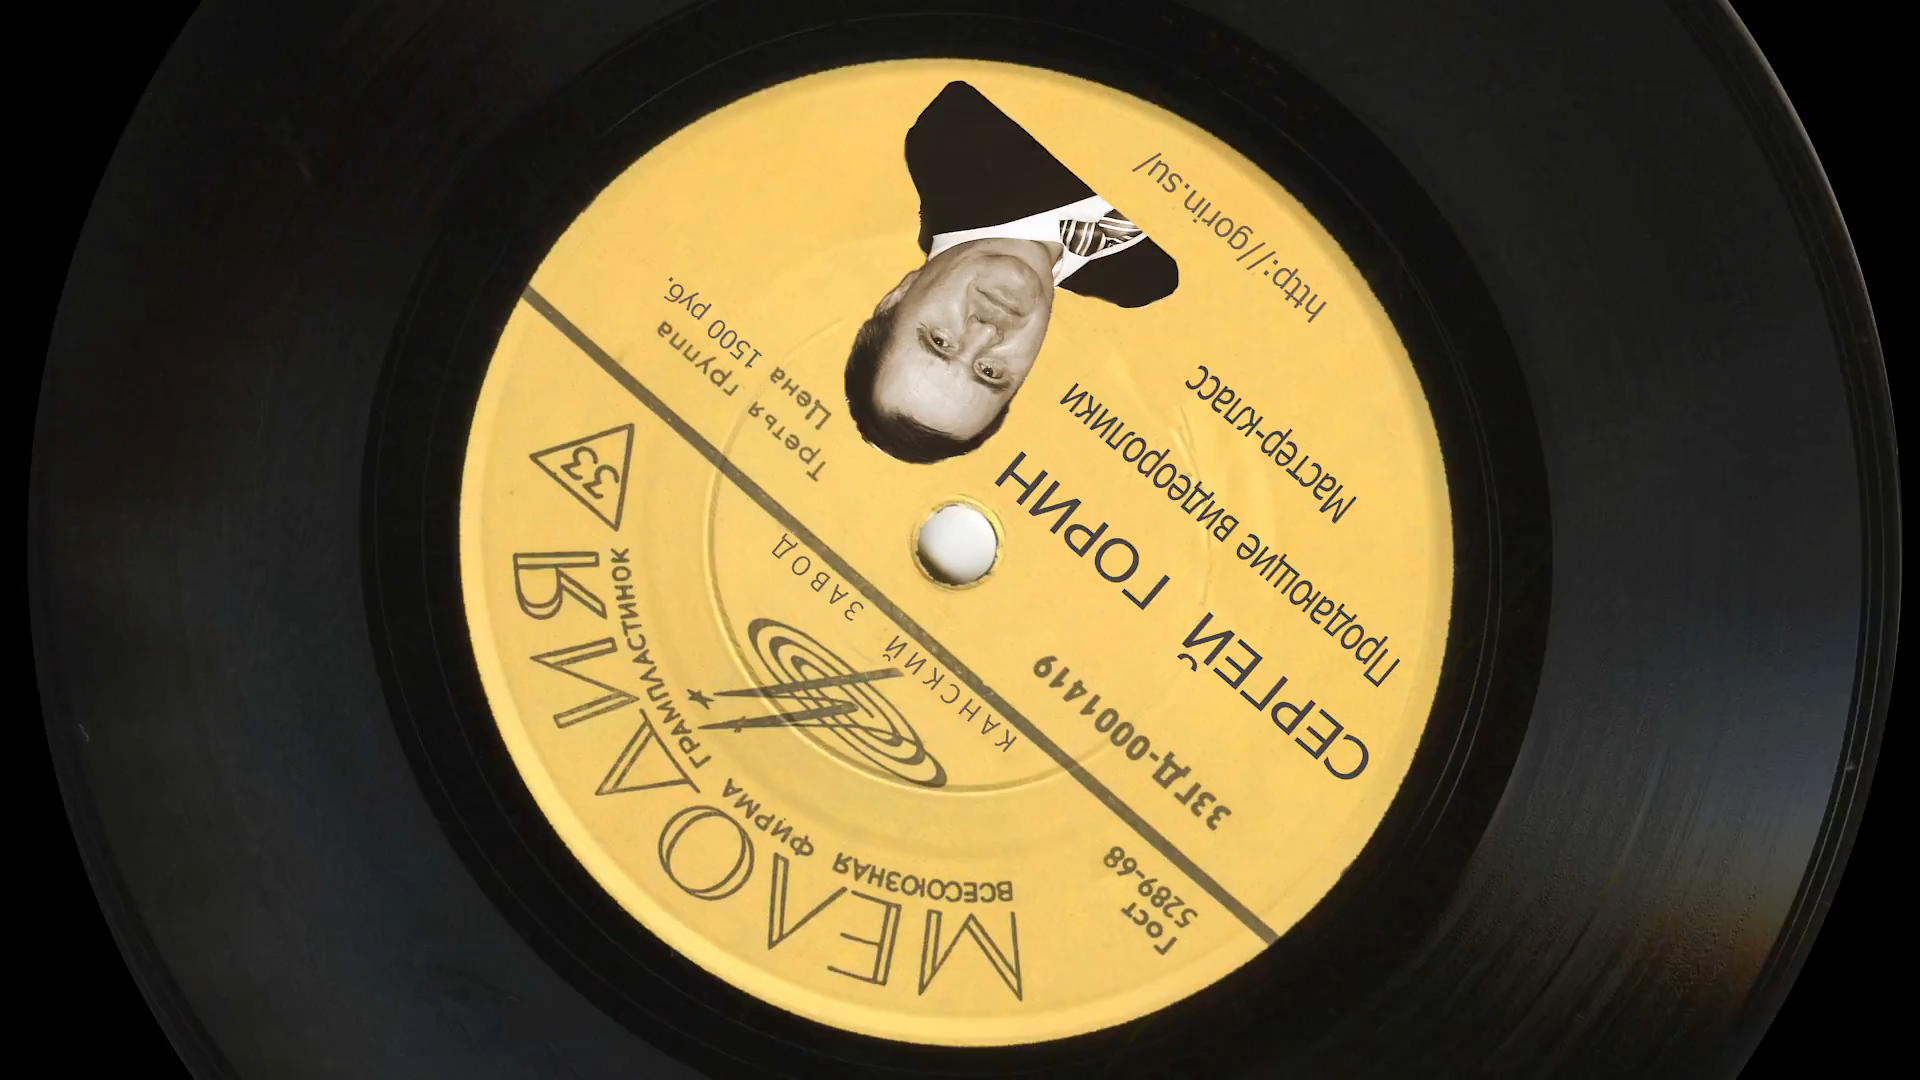 МЕЛОДИЯ
ВСЕСОЮЗНАЯ ФИРМА ГРАМПЛАСТИНОК
33
КАНСКИЙ ЗАВОД
Гост
5289-68
Третья группа
Цена 1500 руб.
33ГД-0001419
СЕРГЕЙ ГОРИН
Продающие видеоролики
Мастер-класс
http://gorin.su/